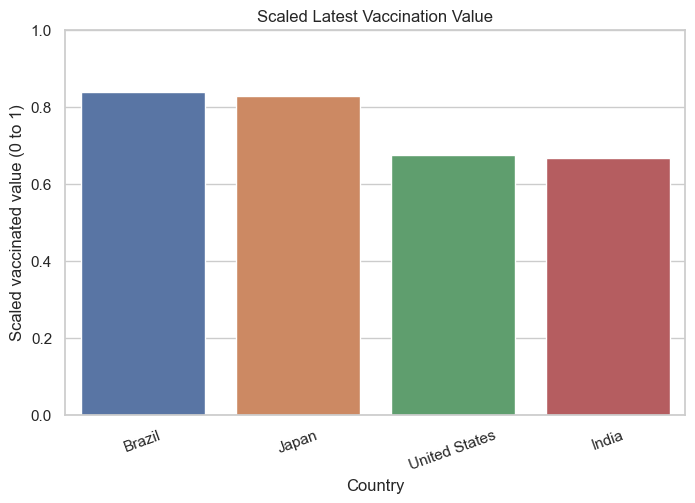 Scaled Latest Vaccination Value
Scaled vaccinated value (0 to 1)
1.0
0.8
0.6
0.4
0.2
0.0
Brazil
Japan
United States
India
Country